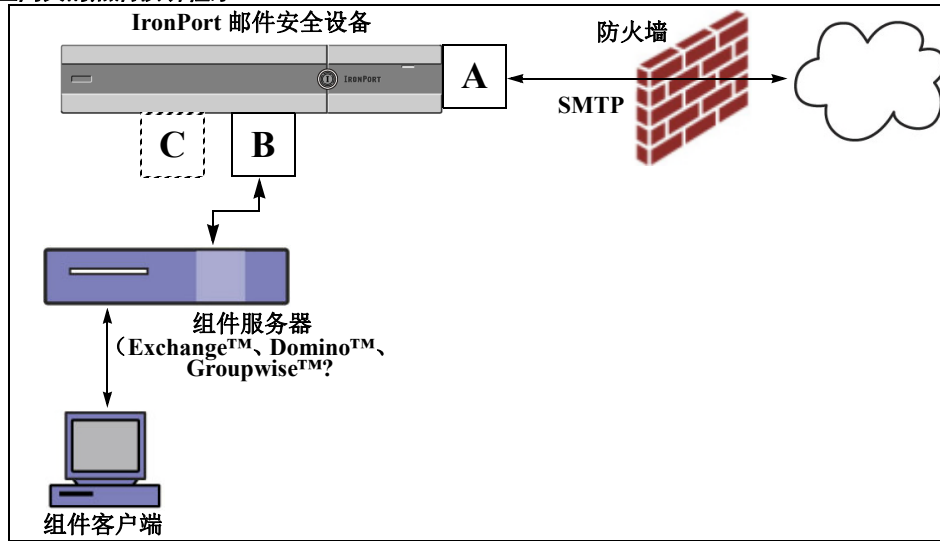 IronPort 邮件安全设备
防火墙
IRONPORT
A
SMTP
C
B
组件服务器
（Exchange™、Domino™、
Groupwise™?
组件客户端